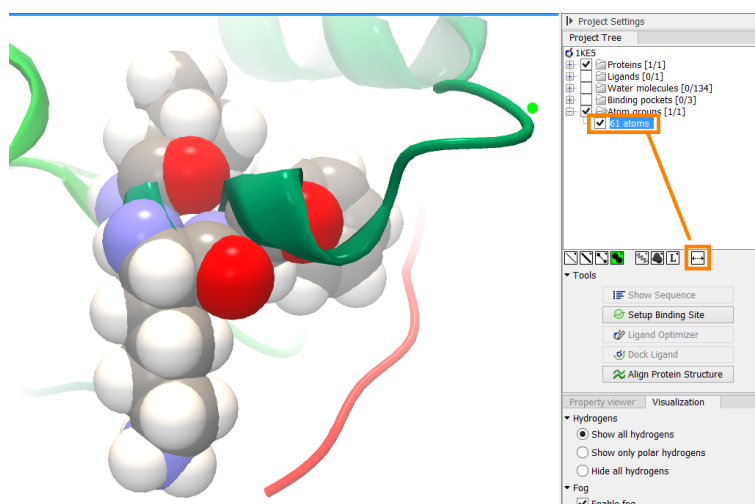 Project Settings
Project Tree
1KE5
Proteins [1/1]
Ligands [0/1]
Water molecules [0/134]
Binding pockets [0/3]
Atom groups [1/1]
61 atoms
L
Tools
Show Sequence
Setup Binding Site
Ligand Optimizer
Dock Ligand
Align Protein Structure
Property viewer Visualization
Hydrogens
Show all hydrogens
Show only polar hydrogens
Hide all hydrogens
Fog
Enable fog